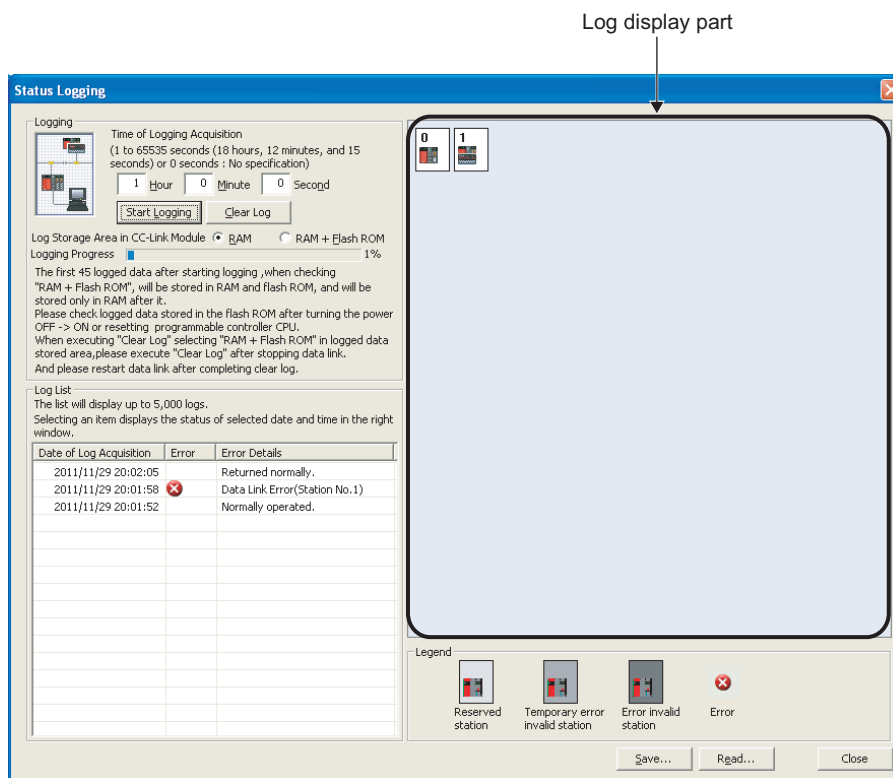 Log display part
Status Logging
Logging
Time of Logging Acquisition
(1 to 65535 seconds (18 hours, 12 minutes, and 15
seconds) or 0 seconds : No specification)
1 Hour 0 Minute 0 Second
Start Logging Clear Log
Log Storage Area in CC-Link Module RAM RAM + Flash ROM
Logging Progress 1%
The first 45 logged data after starting logging ,when checking
"RAM + Flash ROM", will be stored in RAM and flash ROM, and will be
stored only in RAM after it.
Please check logged data stored in the flash ROM after turning the power
OFF -> ON or resetting programmable controller CPU.
When executing "Clear Log" selecting "RAM + Flash ROM" in logged data
stored area,please execute "Clear Log" after stopping data link.
And please restart data link after completing clear log.
Log List
The list will display up to 5,000 logs.
Selecting an item displays the status of selected date and time in the right
window.
Date of Log Acquisition Error Error Details
2011/11/29 20:02:05 Returned normally.
2011/11/29 20:01:58 Data Link Error(Station No.1)
2011/11/29 20:01:52 Normally operated.
0 1
Legend
Reserved station
Temporary error invalid station
Error invalid station
Error
Save... Read... Close